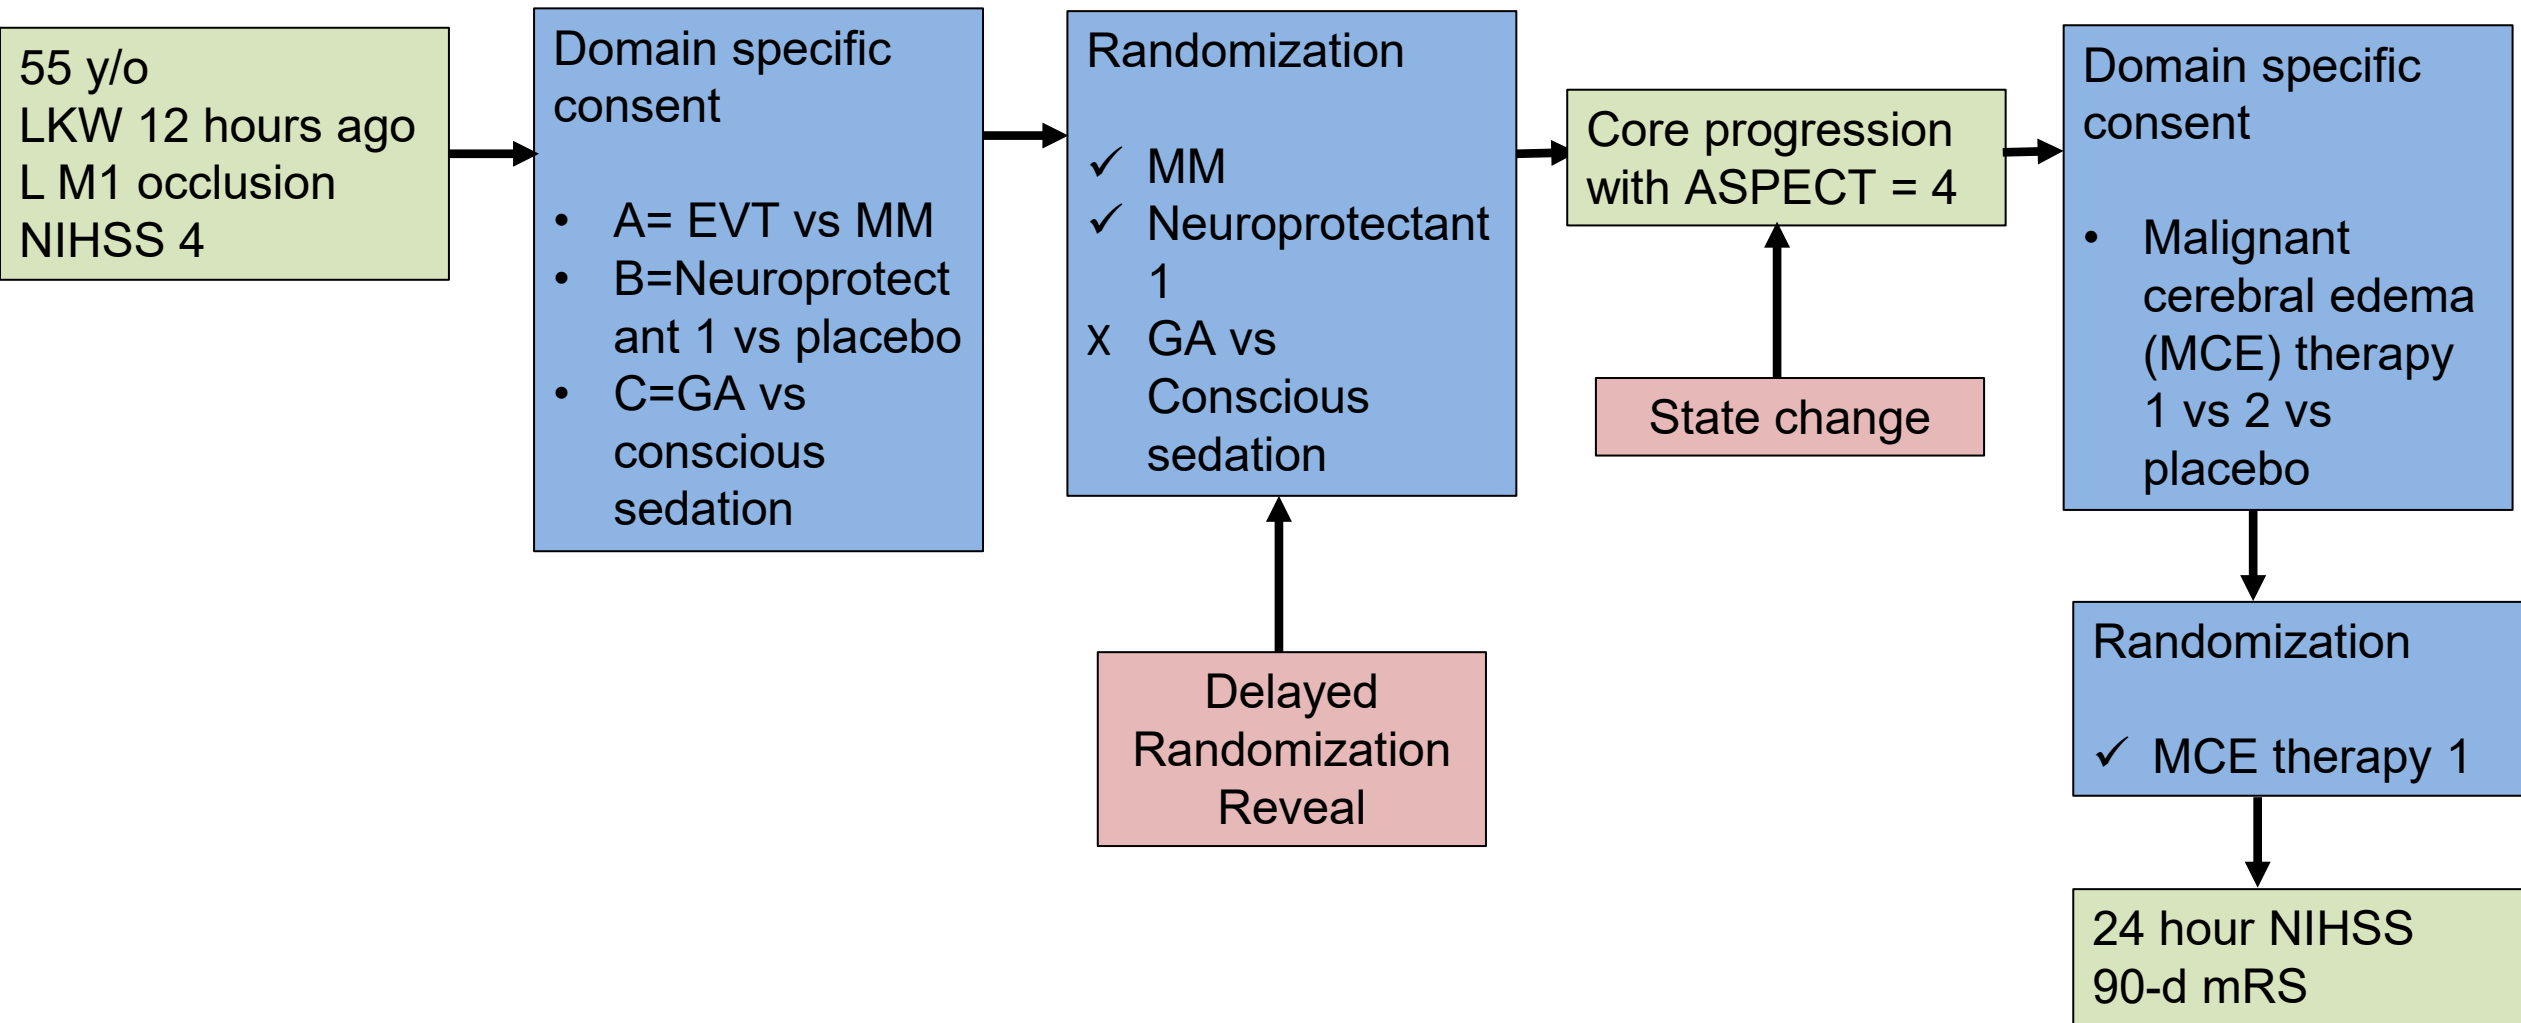 55 y/o
LKW 12 hours ago
L M1 occlusion
NIHSS 4
Domain specific
consent
• A= EVT vs MM
• B=Neuroprotect
ant 1 vs placebo
• C=GA vs
conscious
sedation
Randomization
✓ MM
✓ Neuroprotectant
1
X GA vs
Conscious
sedation
Delayed
Randomization
Reveal
Core progression
with ASPECT = 4
State change
Domain specific
consent
• Malignant
cerebral edema
(MCE) therapy
1 vs 2 vs
placebo
Randomization
✓ MCE therapy 1
24 hour NIHSS
90-d mRS